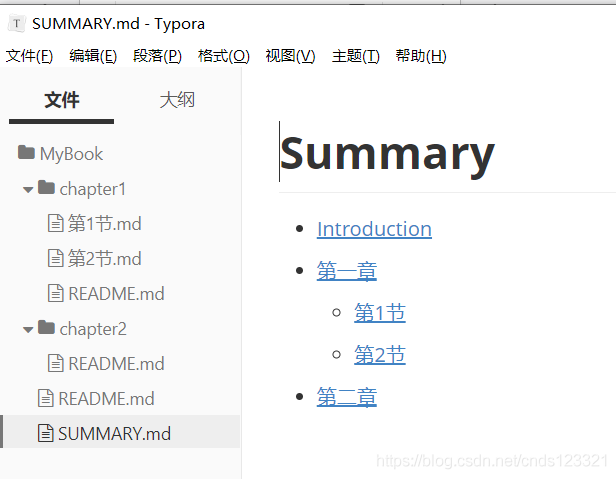 SUMMARY.md - Typora
文件(F) 编辑(E) 段落(P) 格式(O) 视图(V) 主题(T) 帮助(H)
文件 大纲
MyBook
chapter1
第1节.md
第2节.md
README.md
chapter2
README.md
README.md
SUMMARY.md
Summary
Introduction
第一章
第1节
第2节
第二章
https://blog.csdn.net/cnds123321